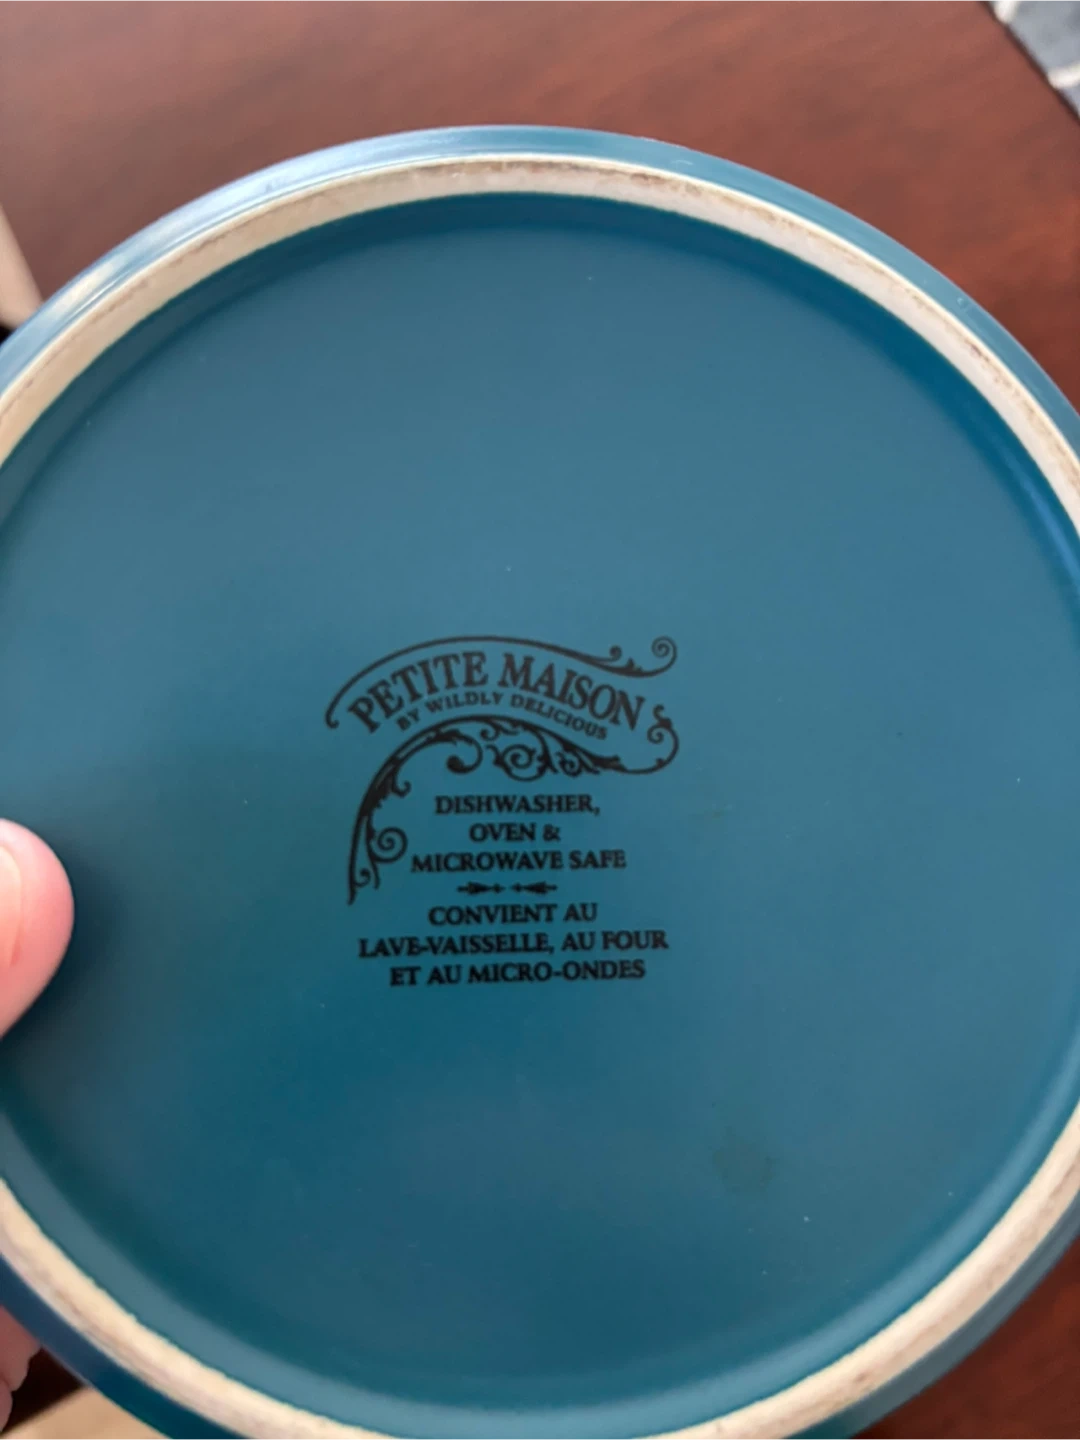 PETITE MAISON
BY WILDLY DELICIOUS
DISHWASHER,
OVEN &
MICROWAVE SAFE
CONVIENT AU
LAVE-VAISSELLE, AU FOUR
ET AU MICRO-ONDES